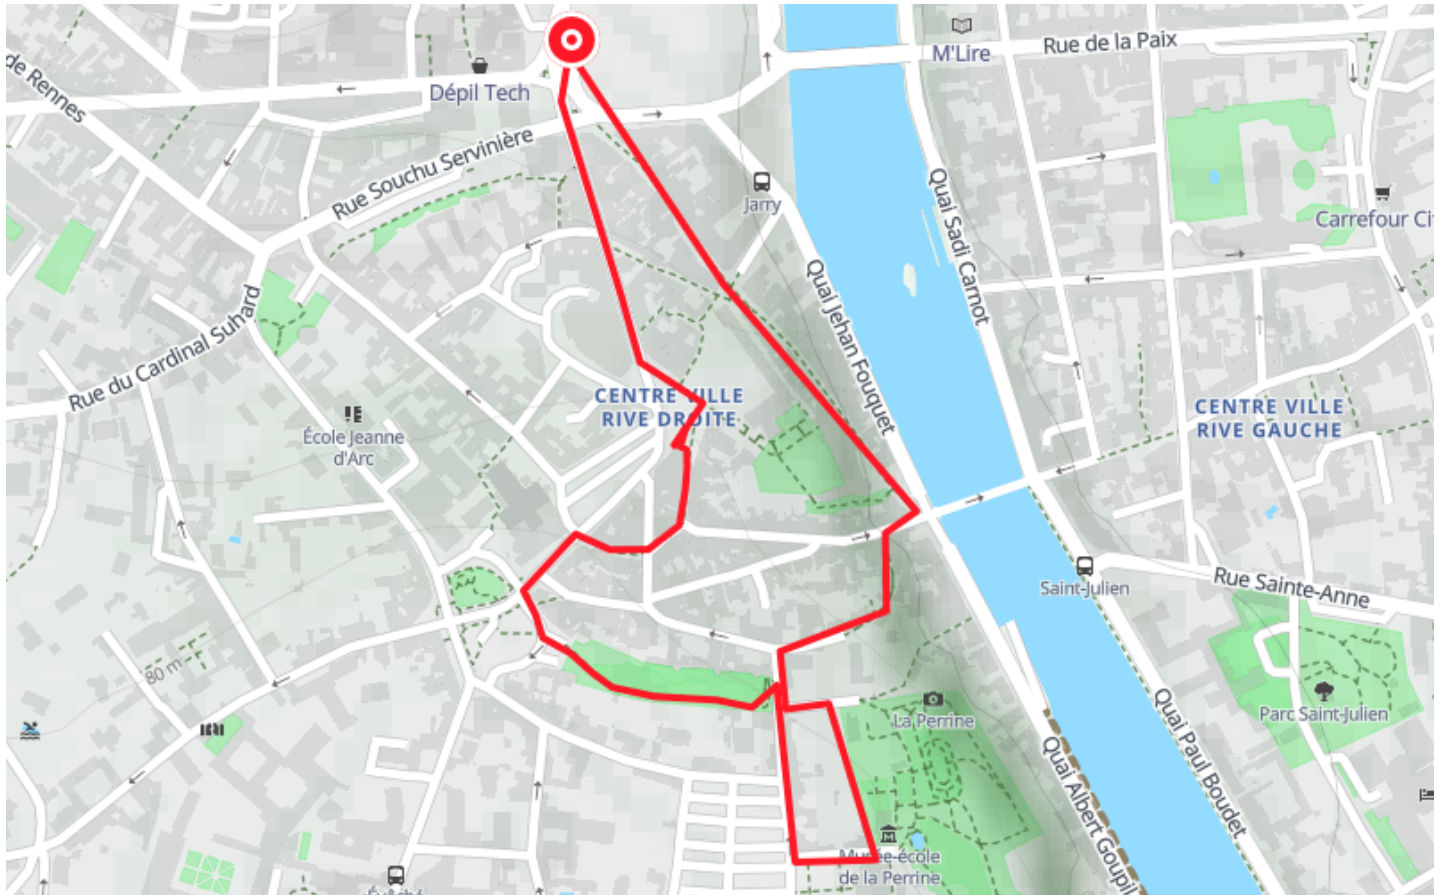 de Rennes
Dépil Tech
M'Lire
Rue de la Paix
Rue Souchu Servinière
Jarry
Quai Sadi Carnot
Carrefour
Quai Jehan Fouquet
Rue du Cardinal Suhard
CENTRE VILLE
RIVE DROITE
CENTRE VILLE
RIVE GAUCHE
École Jeanne
d'Arc
Saint-Julien
Rue Sainte-Anne
80 m
La Perrine
Parc Saint-Julien
Quai Paul Boudet
Quai Albert Goupil
Musée-école
de la Perrine
Évêché